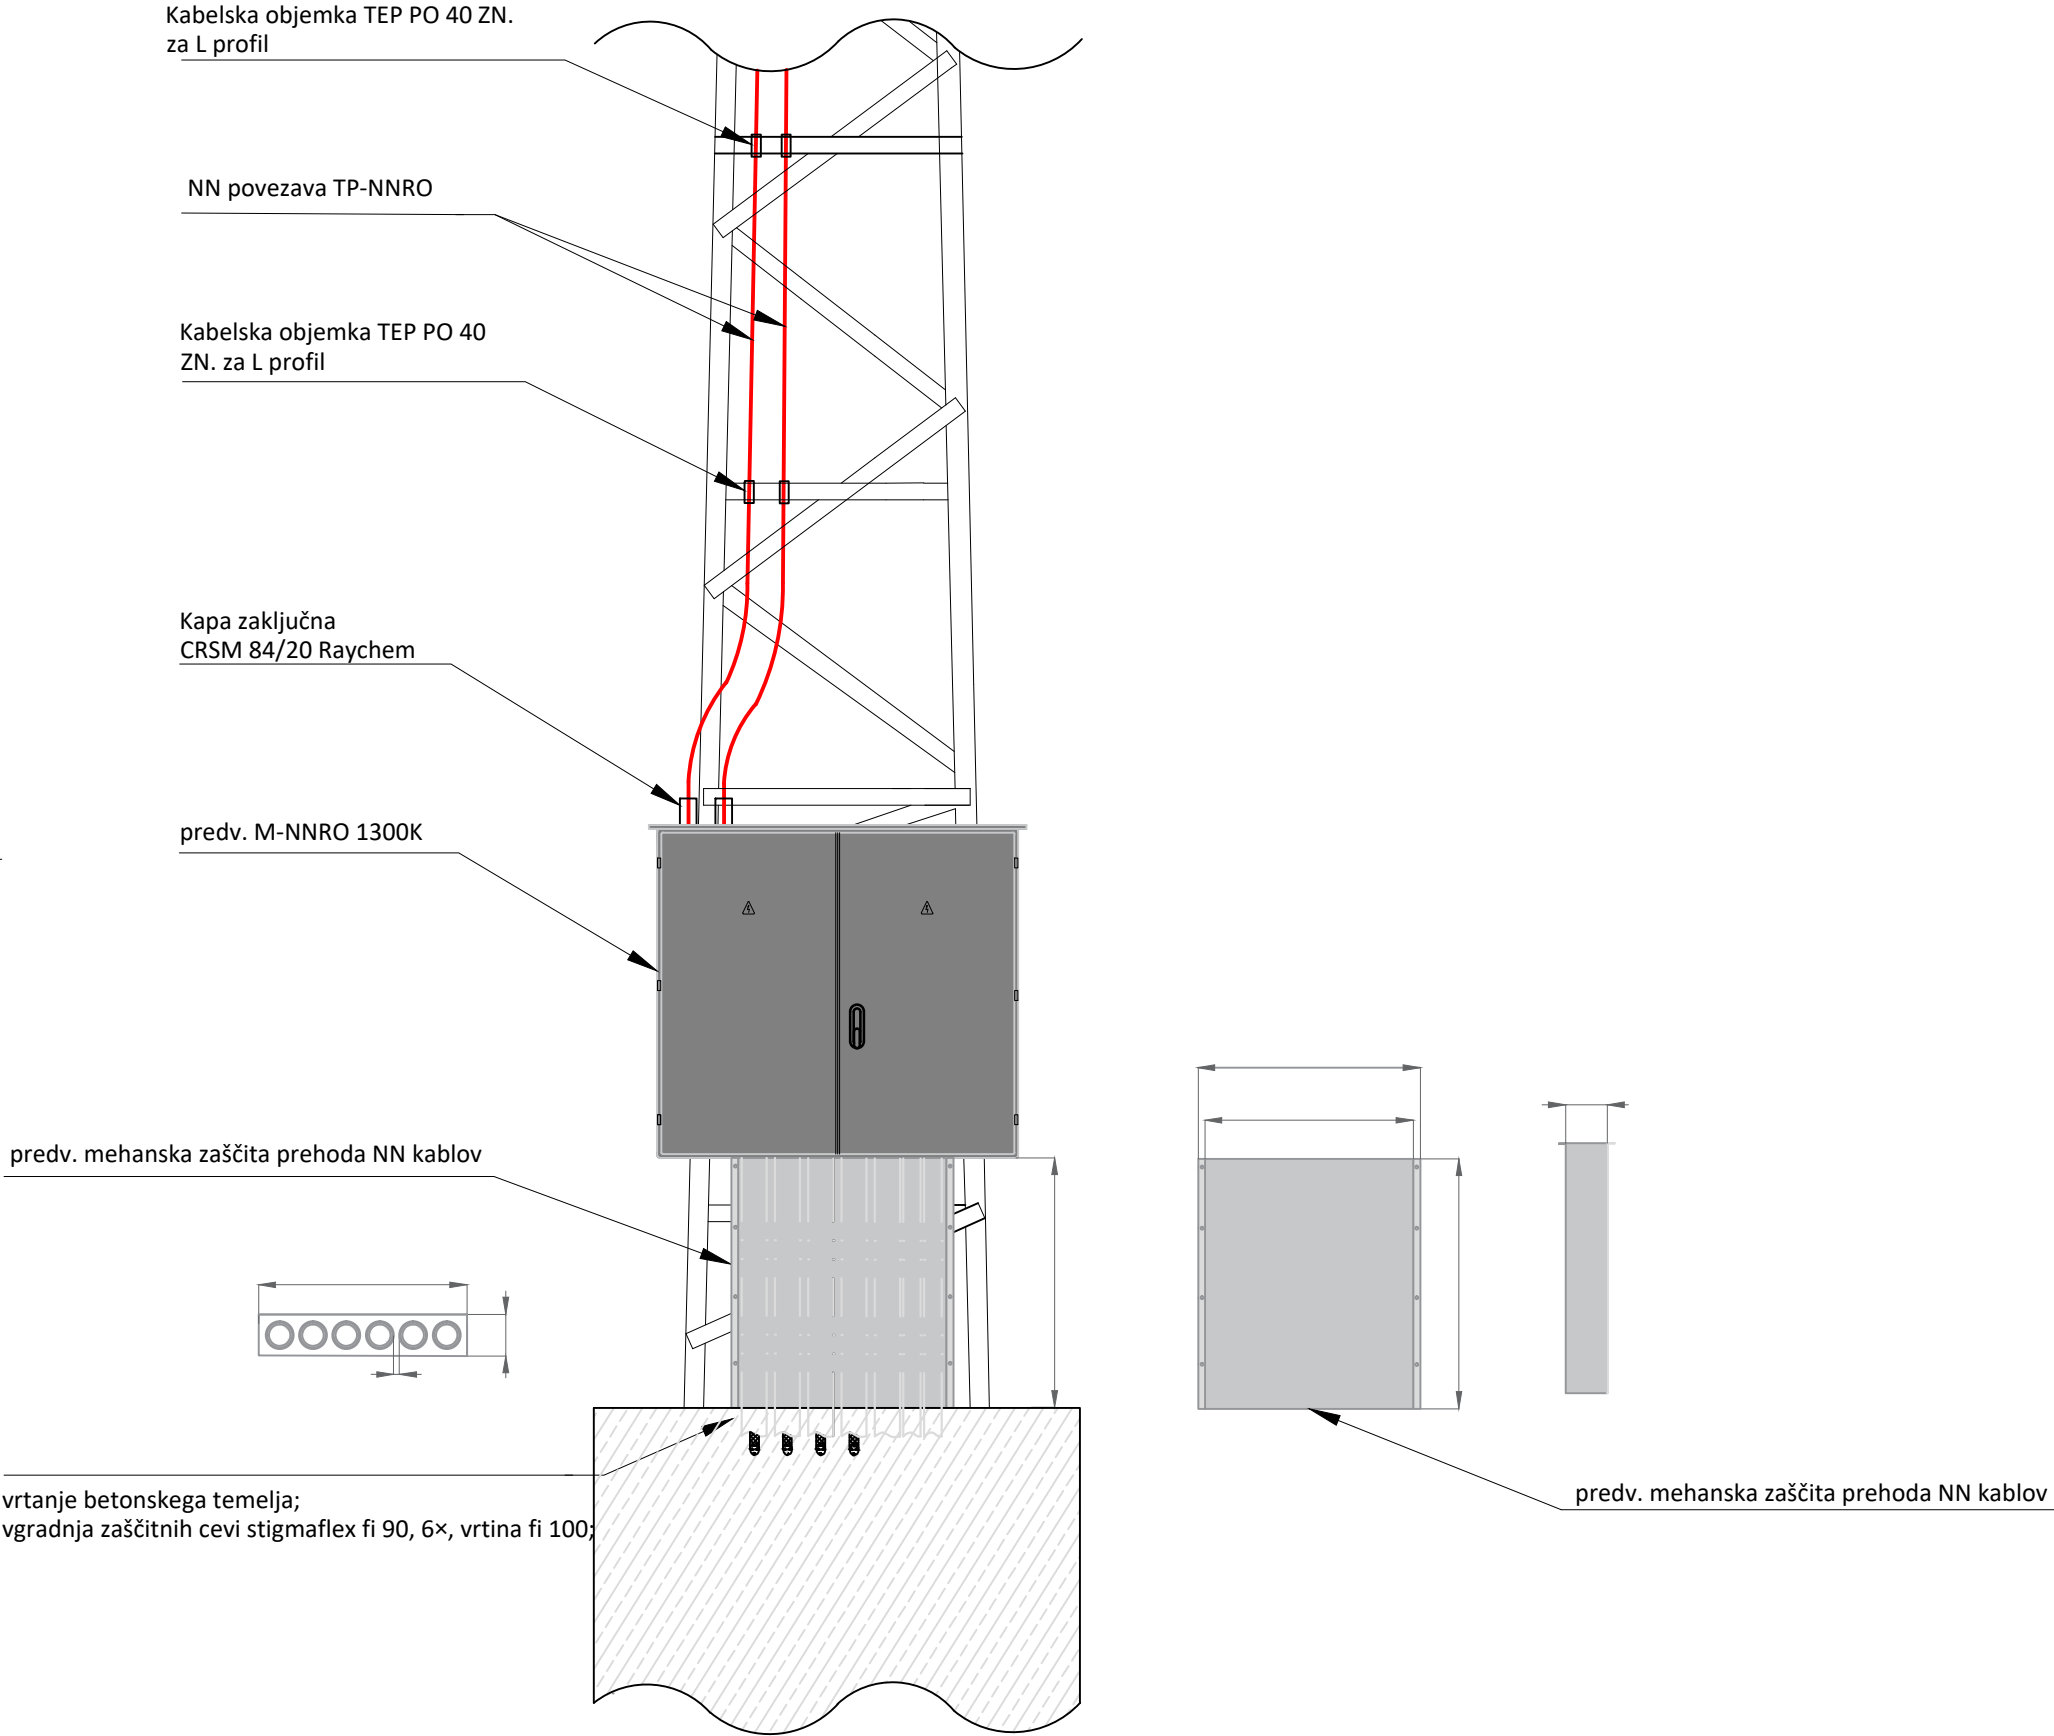 Kabelska objemka TEP PO 40 ZN.
za L profil
NN povezava TP-NNRO
Kabelska objemka TEP PO 40
ZN. za L profil
Kapa zaključna
CRSM 84/20 Raychem
predv. M-NNRO 1300K
predv. mehanska zaščita prehoda NN kablov
vrtanje betonskega temelja;
vgradnja zaščitnih cevi stigmaflex fi 90, 6×, vrtina fi 100;
predv. mehanska zaščita prehoda NN kablov